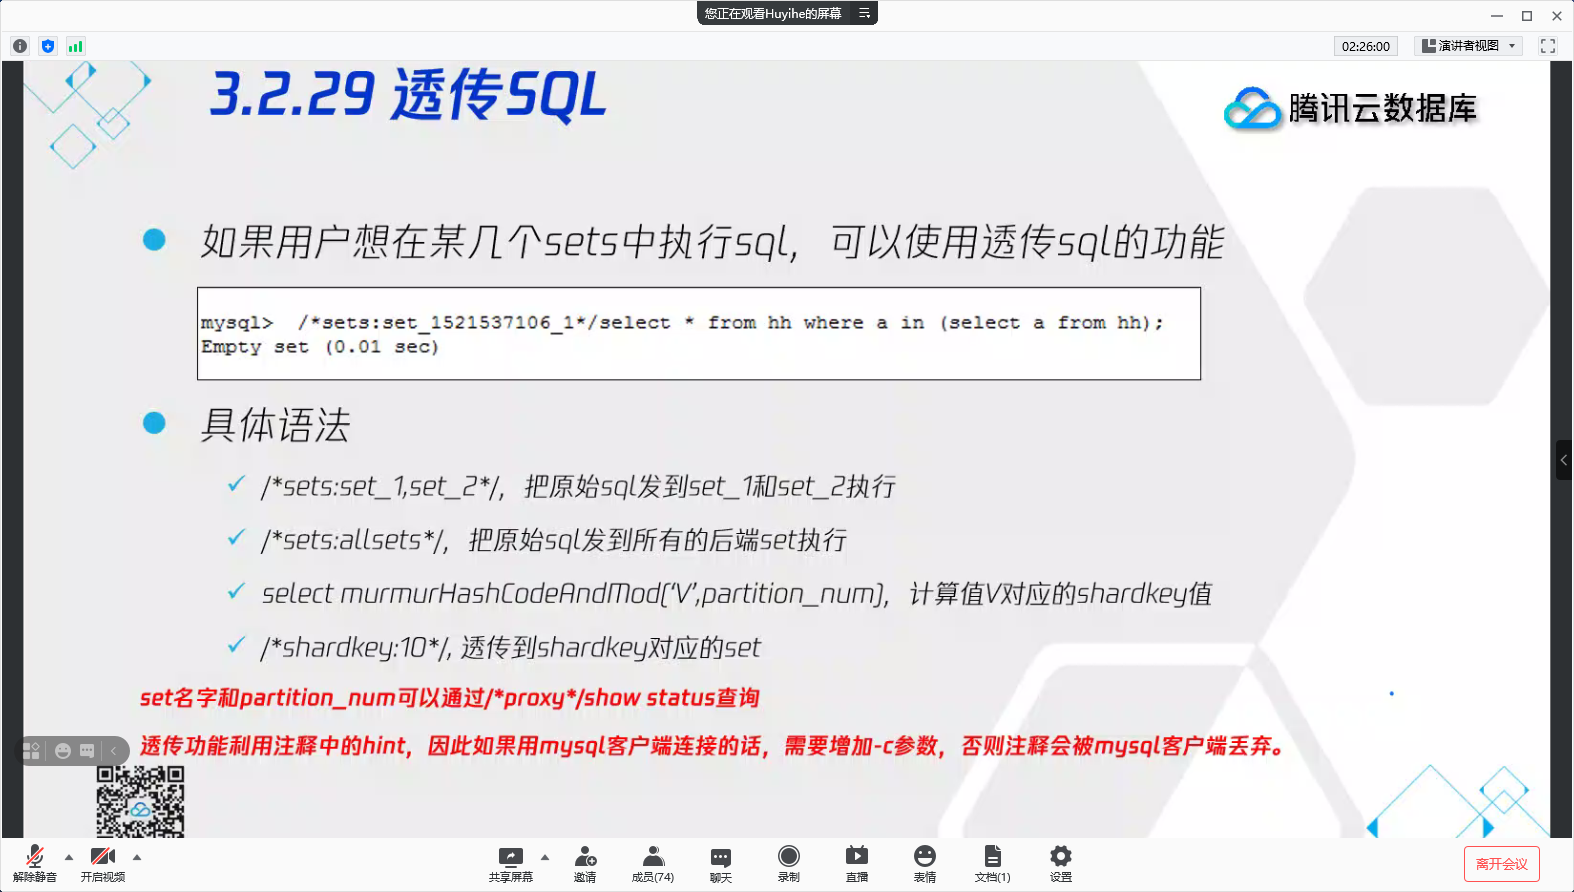 您正在观看Huyihe的屏幕
02:26:00
演讲者视图
3.2.29 透传SQL
腾讯云数据库
如果用户想在某几个sets中执行sql，可以使用透传sql的功能
mysql>  /*sets:set_1521537106_1*/select * from hh where a in (select a from hh);
Empty set (0.01 sec)
具体语法
/*sets:set_1,set_2*/，把原始sql发到set_1和set_2执行
/*sets:allsets*/，把原始sql发到所有的后端set执行
select murmurHashCodeAndMod(‘V’,partition_num)，计算值V对应的shardkey值
/*shardkey:10*/, 透传到shardkey对应的set
set名字和partition_num可以通过/*proxy*/show status查询
透传功能利用注释中的hint，因此如果用mysql客户端连接的话，需要增加-c参数，否则注释会被mysql客户端丢弃。
解除静音
开启视频
共享屏幕
邀请
成员(74)
聊天
录制
直播
表情
文档(1)
设置
离开会议